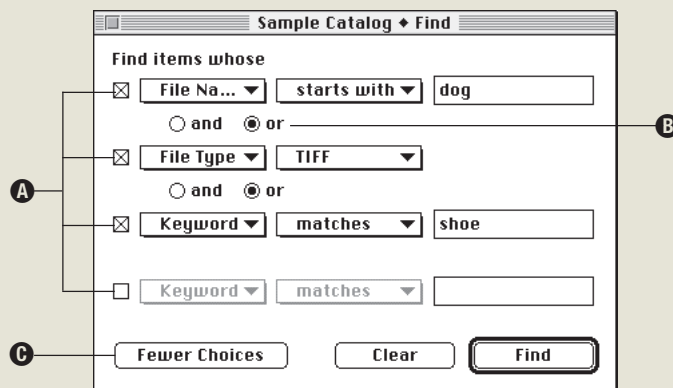 Sample Catalog ♦ Find
Find items whose
File Na... starts with dog
and or
B
File Type TIFF
A
and or
Keyword matches shoe
Keyword matches
C
Fewer Choices Clear Find